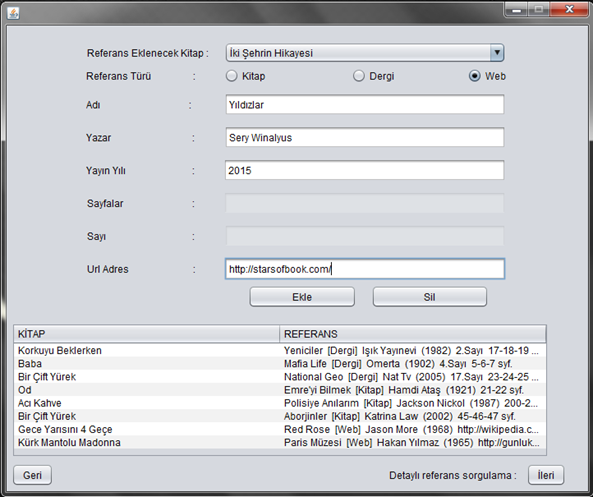 Referans Eklenecek Kitap : İki Şehrin Hikayesi
Referans Türü : Kitap Dergi Web
Adı : Yıldızlar
Yazar : Sery Winalyus
Yayın Yılı : 2015
Sayfalar :
Sayı :
Url Adres : http://starsofbook.com/
Ekle Sil
KİTAP REFERANS
Korkuyu Beklerken Yeniciler [Dergi] Işık Yayınevi (1982) 2.Sayı 17-18-19 ...
Baba Mafia Life [Dergi] Omerta (1902) 4.Sayı 5-6-7 syf.
Bir Çift Yürek National Geo [Dergi] Nat Tv (2005) 17.Sayı 23-24-25 ...
Od Emre'yi Bilmek [Kitap] Hamdi Ataş (1921) 21-22 syf.
Acı Kahve Polisiye Anılarım [Kitap] Jackson Nickol (1987) 200-2...
Bir Çift Yürek Aborjinler [Kitap] Katrina Law (2002) 45-46-47 syf.
Gece Yarısını 4 Geçe Red Rose [Web] Jason More (1968) http://wikipedia.c...
Kürk Mantolu Madonna Paris Müzesi [Web] Hakan Yılmaz (1965) http://gunluk...
Geri Detaylı referans sorgulama : İleri